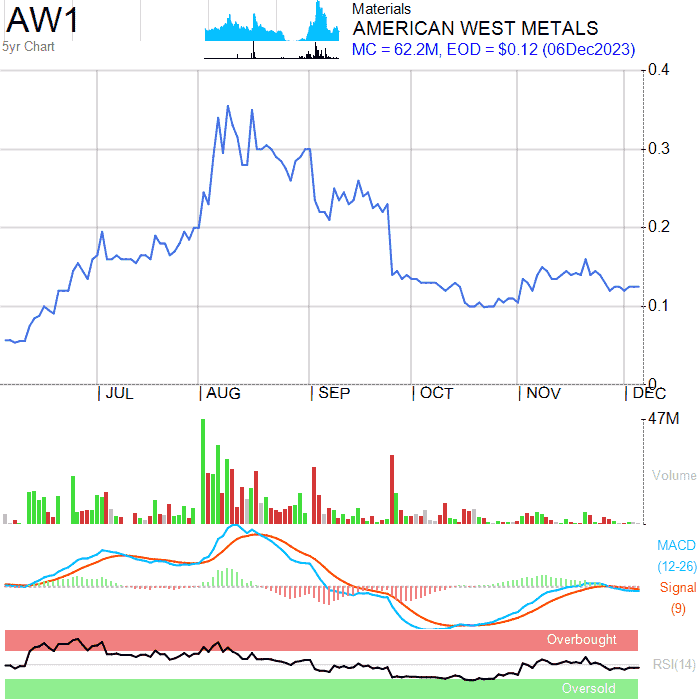 AW1
5yr Chart
Materials
AMERICAN WEST METALS
MC = 62.2M, EOD = $0.12 (06Dec2023)
0.4
0.3
0.2
0.1
0
JUL
AUG
SEP
OCT
NOV
DEC
47M
Volume
MACD
(12-26)
Signal
(9)
Overbought
RSI(14)
Oversold